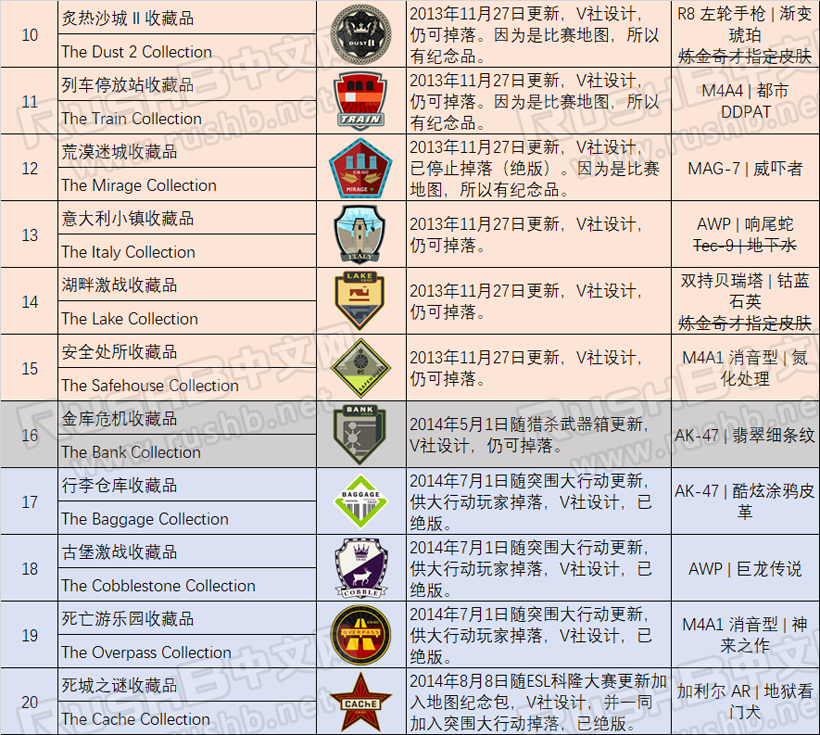 10
炙热沙城 II 收藏品
The Dust 2 Collection
DUST II
2013年11月27日更新，V社设计，
仍可掉落。因为是比赛地图，所以
有纪念品。
R8 左轮手枪 | 渐变
琥珀
炼金奇才指定皮肤
11
列车停放站收藏品
The Train Collection
TRAIN
2013年11月27日更新，V社设计，
仍可掉落。因为是比赛地图，所以
有纪念品。
M4A4 | 都市
DDPAT
12
荒漠迷城收藏品
The Mirage Collection
CS:GO
MIRAGE
2013年11月27日更新，V社设计，
已停止掉落（绝版）。因为是比赛
地图，所以有纪念品。
MAG-7 | 威吓者
13
意大利小镇收藏品
The Italy Collection
ITALY
2013年11月27日更新，V社设计，
仍可掉落。
AWP | 响尾蛇
Tec-9 | 地下水
14
湖畔激战收藏品
The Lake Collection
LAKE
2013年11月27日更新，V社设计，
仍可掉落。
双持贝瑞塔 | 钴蓝
石英
炼金奇才指定皮肤
15
安全处所收藏品
The Safehouse Collection
SAFEHOUSE
2013年11月27日更新，V社设计，
仍可掉落。
M4A1 消音型 | 氮
化处理
16
金库危机收藏品
The Bank Collection
BANK
2014年5月1日随猎杀武器箱更新，
V社设计，仍可掉落。
AK-47 | 翡翠细条纹
17
行李仓库收藏品
The Baggage Collection
BAGGAGE
2014年7月1日随突围大行动更新，
供大行动玩家掉落，V社设计，已
绝版。
AK-47 | 酷炫涂鸦皮
革
18
古堡激战收藏品
The Cobblestone Collection
COBBLE
2014年7月1日随突围大行动更新，
供大行动玩家掉落，V社设计，已
绝版。
AWP | 巨龙传说
19
死亡游乐园收藏品
The Overpass Collection
OVERPASS
2014年7月1日随突围大行动更新，
供大行动玩家掉落，V社设计，已
绝版。
M4A1 消音型 | 神
来之作
20
死城之谜收藏品
The Cache Collection
CAChE
2014年8月8日随ESL科隆大赛更新加
入地图纪念包，V社设计，并一同
加入突围大行动掉落，已绝版。
加利尔 AR | 地狱看
门犬
RUSHB中文网
www.rushb.net